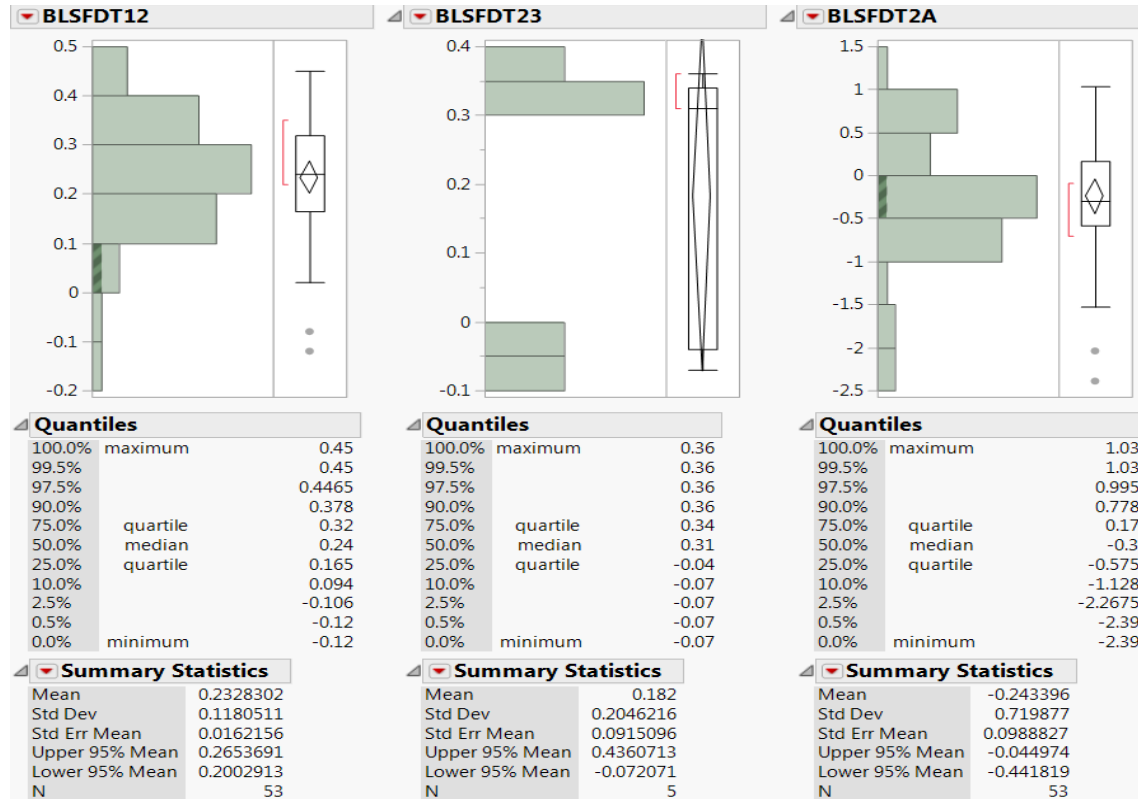 BLSFDT12
0.5
0.4
0.3
0.2
0.1
0
-0.1
-0.2
Quantiles
100.0% maximum 0.45
99.5% 0.45
97.5% 0.4465
90.0% 0.378
75.0% quartile 0.32
50.0% median 0.24
25.0% quartile 0.165
10.0% 0.094
2.5% -0.106
0.5% -0.12
0.0% minimum -0.12
Summary Statistics
Mean 0.2328302
Std Dev 0.1180511
Std Err Mean 0.0162156
Upper 95% Mean 0.2653691
Lower 95% Mean 0.2002913
N 53
BLSFDT23
0.4
0.3
0.2
0.1
0
-0.1
Quantiles
100.0% maximum 0.36
99.5% 0.36
97.5% 0.36
90.0% 0.36
75.0% quartile 0.34
50.0% median 0.31
25.0% quartile -0.04
10.0% -0.07
2.5% -0.07
0.5% -0.07
0.0% minimum -0.07
Summary Statistics
Mean 0.182
Std Dev 0.2046216
Std Err Mean 0.0915096
Upper 95% Mean 0.4360713
Lower 95% Mean -0.072071
N 5
BLSFDT2A
1.5
1
0.5
0
-0.5
-1
-1.5
-2
-2.5
Quantiles
100.0% maximum 1.03
99.5% 1.03
97.5% 0.995
90.0% 0.778
75.0% quartile 0.17
50.0% median -0.3
25.0% quartile -0.575
10.0% -1.128
2.5% -2.2675
0.5% -2.39
0.0% minimum -2.39
Summary Statistics
Mean -0.243396
Std Dev 0.719877
Std Err Mean 0.0988827
Upper 95% Mean -0.044974
Lower 95% Mean -0.441819
N 53